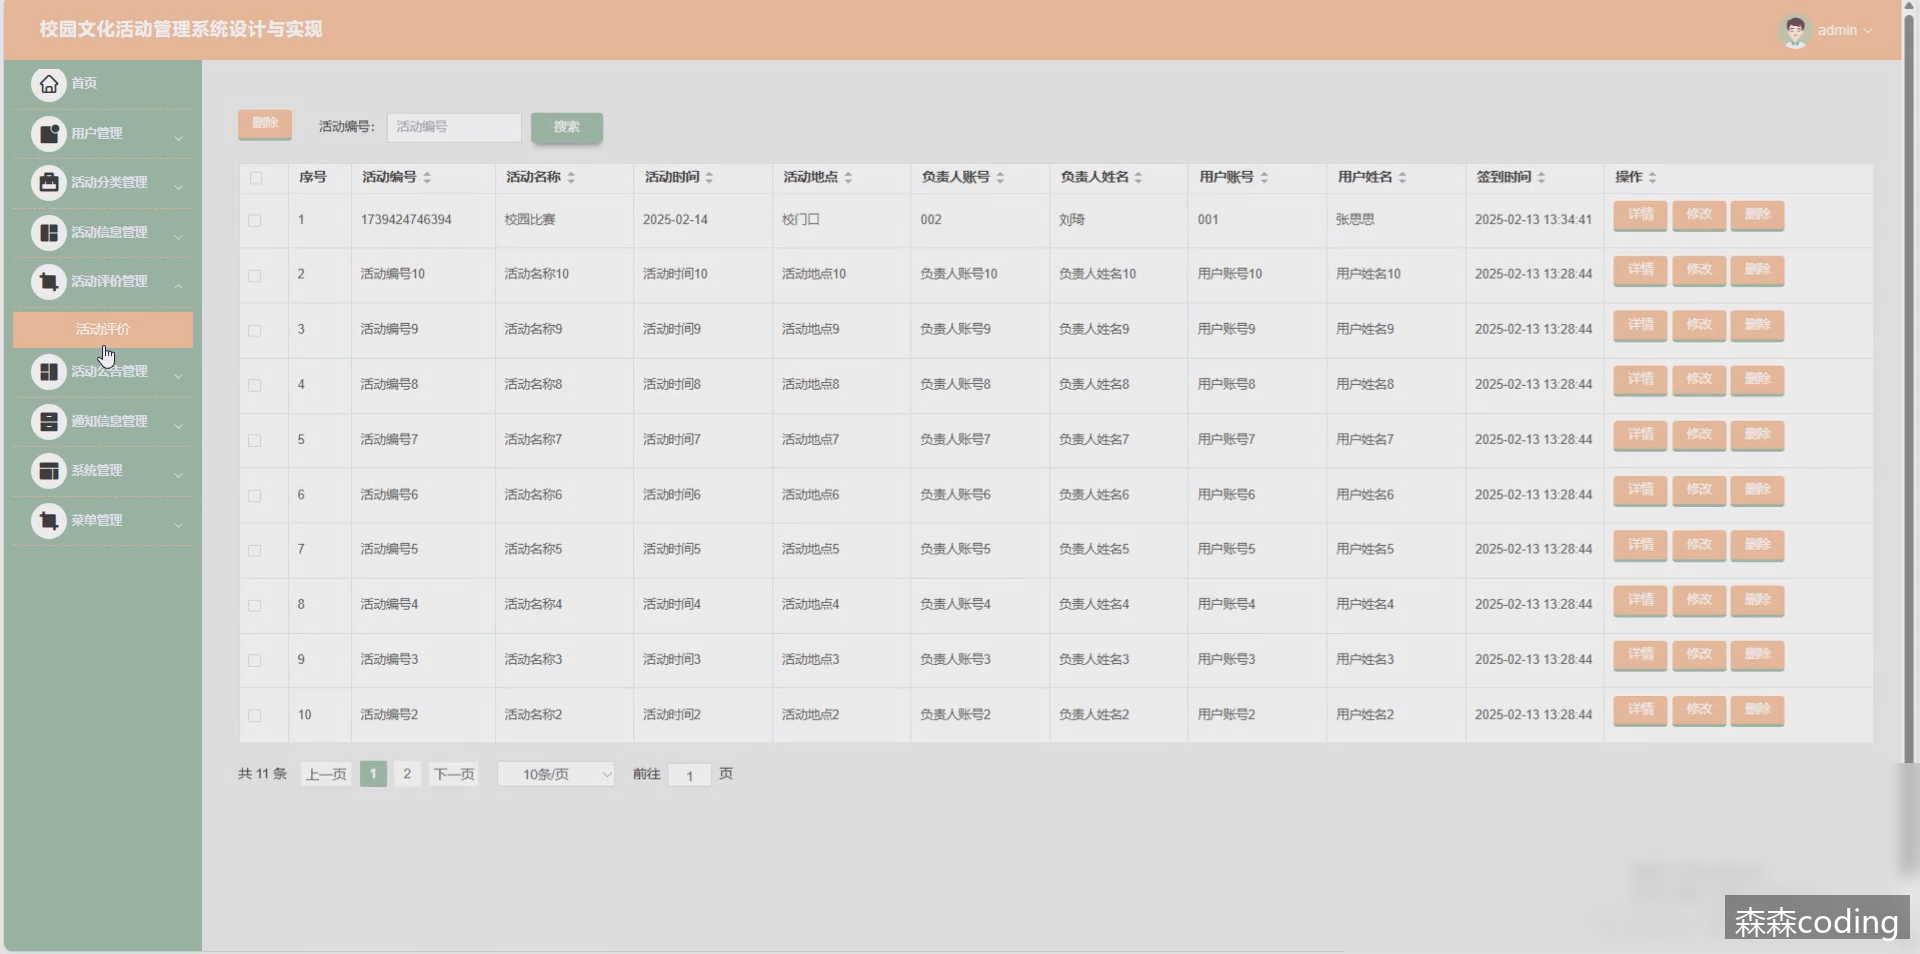 校园文化活动管理系统设计与实现
admin
首页
用户管理
活动分类管理
活动信息管理
活动评价管理
活动评价
活动公告管理
通知信息管理
系统管理
菜单管理
删除 活动编号: 活动编号 搜索
序号 活动编号 活动名称 活动时间 活动地点 负责人账号 负责人姓名 用户账号 用户姓名 签到时间 操作
1 1739424746394 校园比赛 2025-02-14 校门口 002 刘琦 001 张思思 2025-02-13 13:34:41 详情 修改 删除
2 活动编号10 活动名称10 活动时间10 活动地点10 负责人账号10 负责人姓名10 用户账号10 用户姓名10 2025-02-13 13:28:44 详情 修改 删除
3 活动编号9 活动名称9 活动时间9 活动地点9 负责人账号9 负责人姓名9 用户账号9 用户姓名9 2025-02-13 13:28:44 详情 修改 删除
4 活动编号8 活动名称8 活动时间8 活动地点8 负责人账号8 负责人姓名8 用户账号8 用户姓名8 2025-02-13 13:28:44 详情 修改 删除
5 活动编号7 活动名称7 活动时间7 活动地点7 负责人账号7 负责人姓名7 用户账号7 用户姓名7 2025-02-13 13:28:44 详情 修改 删除
6 活动编号6 活动名称6 活动时间6 活动地点6 负责人账号6 负责人姓名6 用户账号6 用户姓名6 2025-02-13 13:28:44 详情 修改 删除
7 活动编号5 活动名称5 活动时间5 活动地点5 负责人账号5 负责人姓名5 用户账号5 用户姓名5 2025-02-13 13:28:44 详情 修改 删除
8 活动编号4 活动名称4 活动时间4 活动地点4 负责人账号4 负责人姓名4 用户账号4 用户姓名4 2025-02-13 13:28:44 详情 修改 删除
9 活动编号3 活动名称3 活动时间3 活动地点3 负责人账号3 负责人姓名3 用户账号3 用户姓名3 2025-02-13 13:28:44 详情 修改 删除
10 活动编号2 活动名称2 活动时间2 活动地点2 负责人账号2 负责人姓名2 用户账号2 用户姓名2 2025-02-13 13:28:44 详情 修改 删除
共 11 条 上一页 1 2 下一页 10条/页 前往 1 页
森森coding